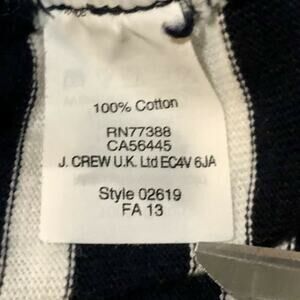 100% Cotton
RN77388
CA56445
J. CREW U.K. Ltd EC4V 6JA
Style 02619
FA 13